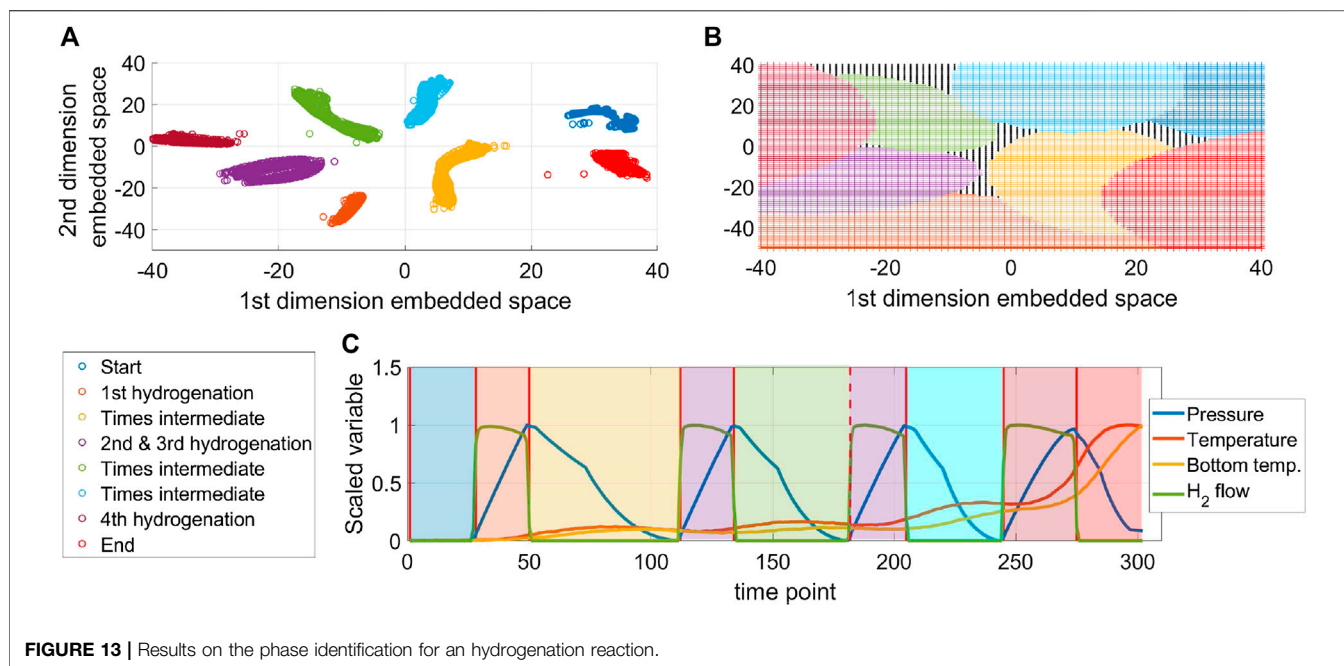 A
2nd dimension
embedded space
40
20
0
-20
-40
-40
-20
0
20
40
1st dimension embedded space
B
40
20
0
-20
-40
-40
-20
0
20
40
1st dimension embedded space
Start
1st hydrogenation
Times intermediate
2nd & 3rd hydrogenation
Times intermediate
Times intermediate
4th hydrogenation
End
C
Scaled variable
1.5
1
0.5
0
0
50
100
150
200
250
300
time point
Pressure
Temperature
Bottom temp.
H2 flow
FIGURE 13 | Results on the phase identification for an hydrogenation reaction.